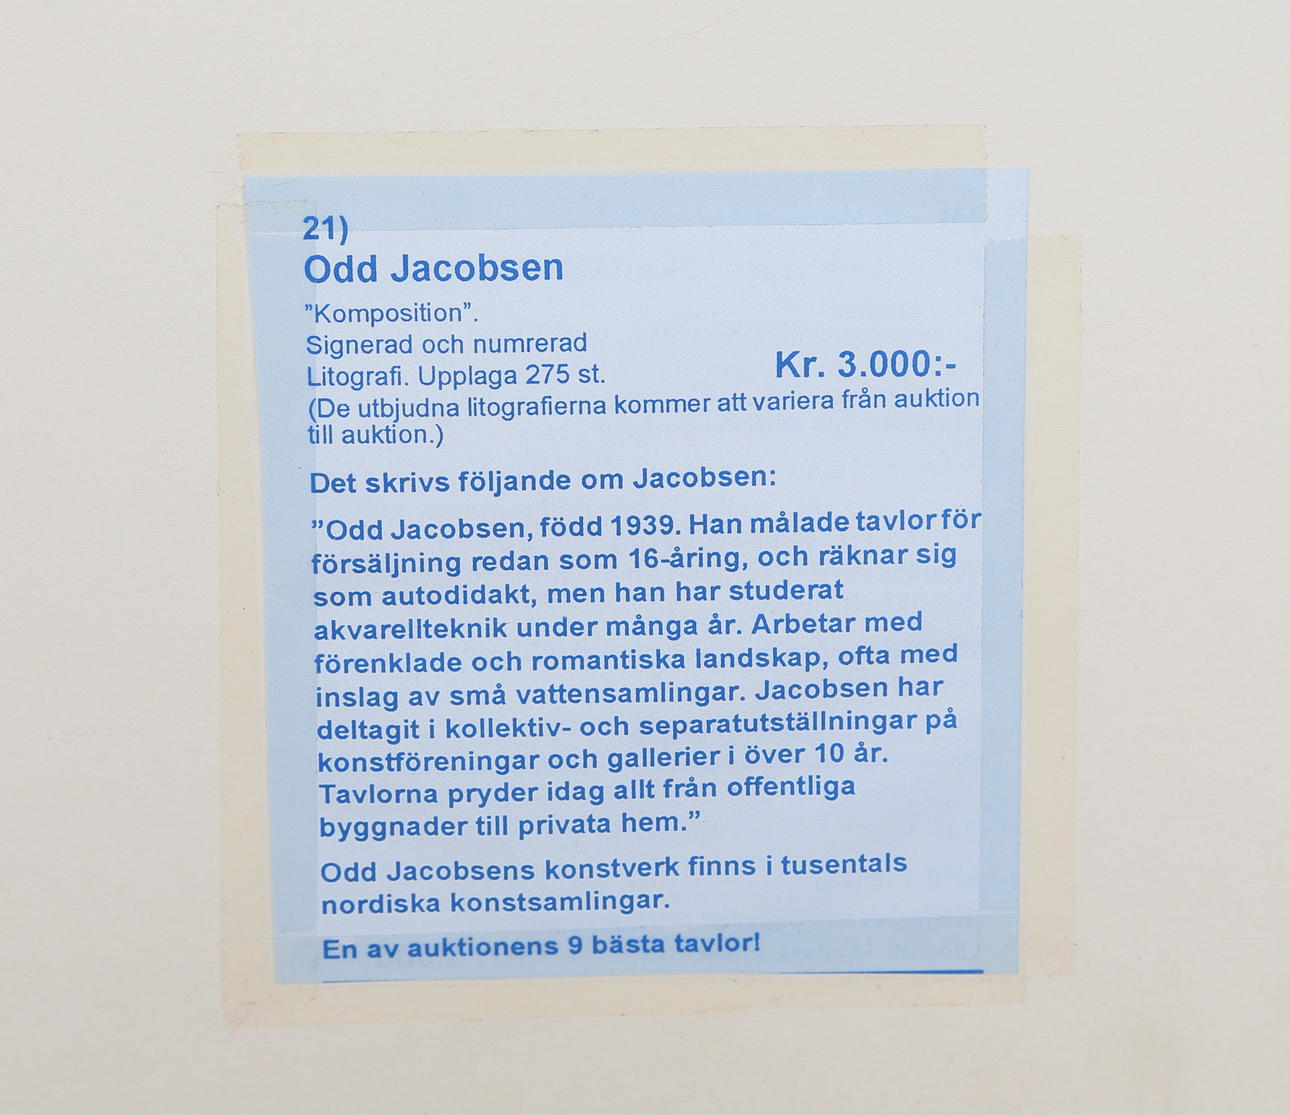 21)
Odd Jacobsen
”Komposition”.
Signerad och numrerad
Litografi. Upplaga 275 st.
Kr. 3.000:-
(De utbjudna litografierna kommer att variera från auktion
till auktion.)
Det skrivs följande om Jacobsen:
”Odd Jacobsen, född 1939. Han målade tavlor för
försäljning redan som 16-åring, och räknar sig
som autodidakt, men han har studerat
akvarellteknik under många år. Arbetar med
förenklade och romantiska landskap, ofta med
inslag av små vattensamlingar. Jacobsen har
deltagit i kollektiv- och separatutställningar på
konstföreningar och gallerier i över 10 år.
Tavlorna pryder idag allt från offentliga
byggnader till privata hem.”
Odd Jacobsens konstverk finns i tusentals
nordiska konstsamlingar.
En av auktionens 9 bästa tavlor!